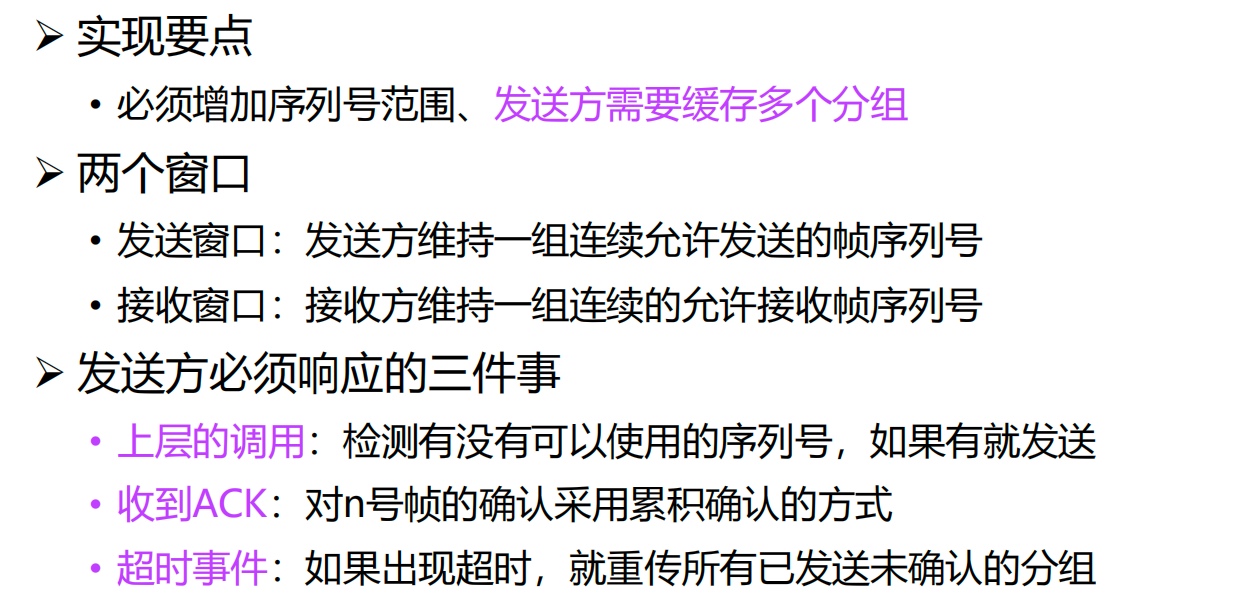 ➢ 实现要点
• 必须增加序列号范围、发送方需要缓存多个分组
➢ 两个窗口
• 发送窗口：发送方维持一组连续允许发送的帧序列号
• 接收窗口：接收方维持一组连续的允许接收帧序列号
➢ 发送方必须响应的三件事
• 上层的调用：检测有没有可以使用的序列号，如果有就发送
• 收到ACK：对n号帧的确认采用累积确认的方式
• 超时事件：如果出现超时，就重传所有已发送未确认的分组